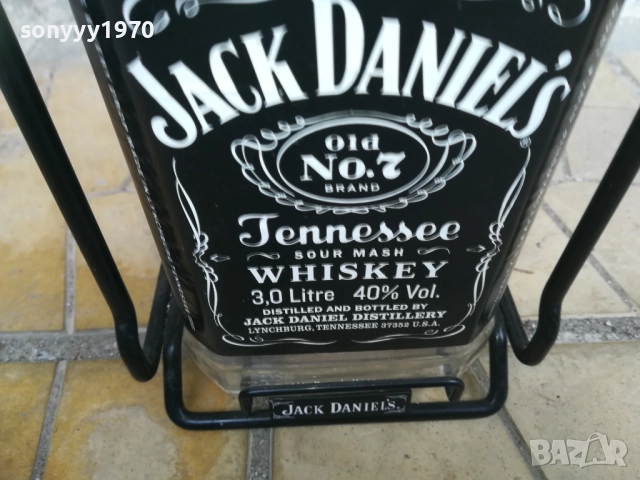 sonyyy1970
JACK DANIEL'S
Old
No.7
BRAND
Tennessee
SOUR MASH
WHISKEY
3,0 Litre 40% Vol.
DISTILLED AND BOTTLED BY
JACK DANIEL DISTILLERY
LYNCHBURG, TENNESSEE 37352 U.S.A.
JACK DANIEL'S
BAZAR